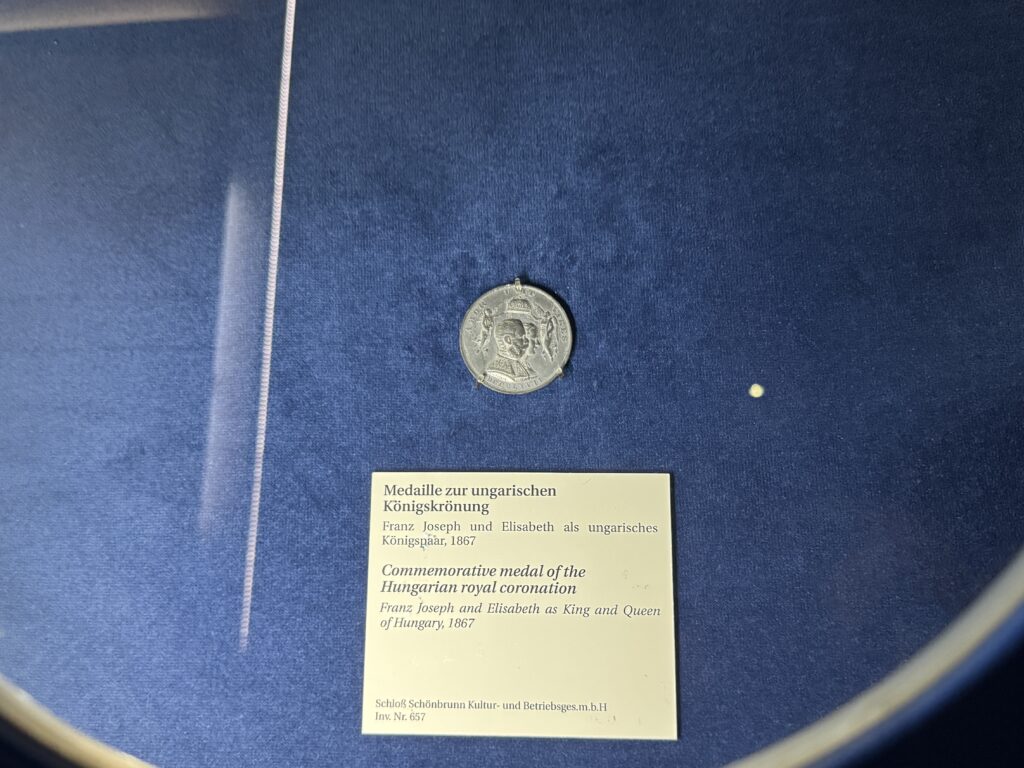 Medaille zur ungarischen
Königskrönung
Franz Joseph und Elisabeth als ungarisches
Königspaar, 1867
Commemorative medal of the
Hungarian royal coronation
Franz Joseph and Elisabeth as King and Queen
of Hungary, 1867
Schloß Schönbrunn Kultur- und Betriebsges.m.b.H
Inv. Nr. 657